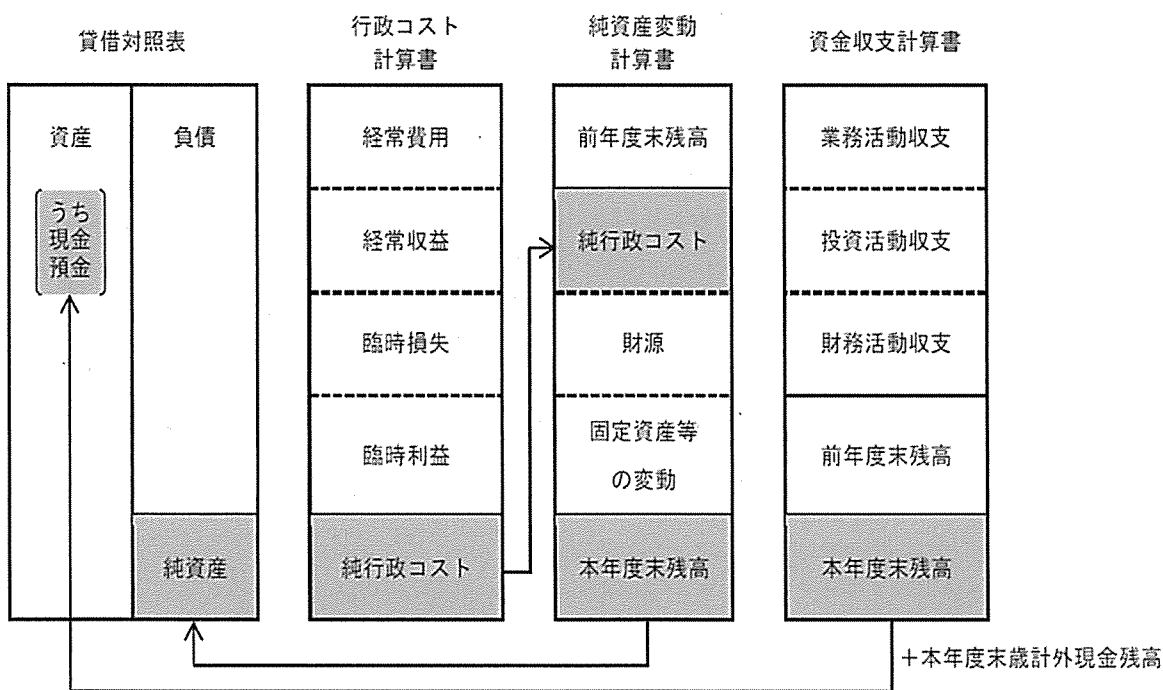 貸借対照表
行政コスト
計算書
純資産変動
計算書
資金収支計算書
資産
うち
現金
預金
負債
純資産
経常費用
経常収益
臨時損失
臨時利益
純行政コスト
前年度末残高
純行政コスト
財源
固定資産等
の変動
本年度末残高
業務活動収支
投資活動収支
財務活動収支
前年度末残高
本年度末残高
＋本年度末歳計外現金残高